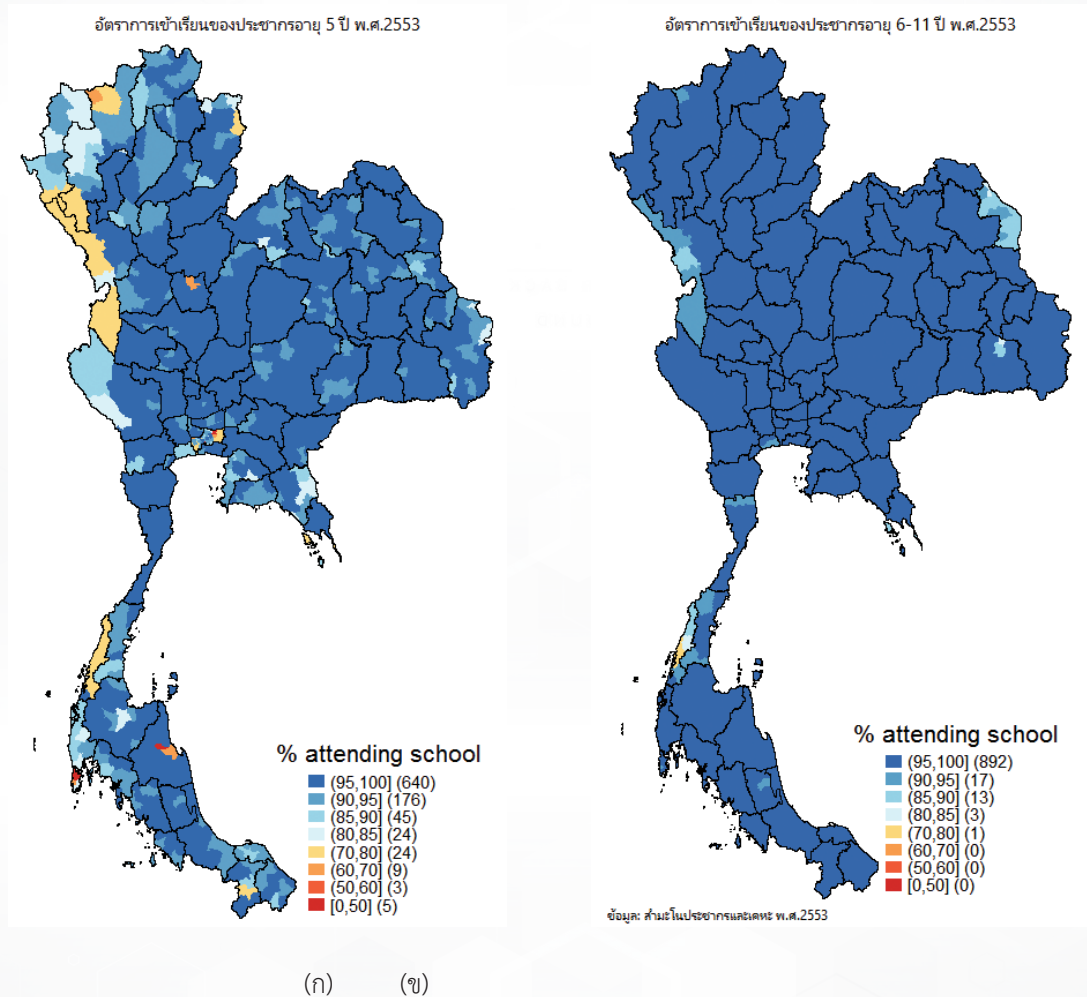 อัตราการเข้าเรียนของประชากรอายุ 5 ปี พ.ศ.2553
% attending school
(95,100] (640)
(90,95] (176)
(85,90] (45)
(80,85] (24)
(70,80] (24)
(60,70] (9)
(50,60] (3)
[0,50] (5)
อัตราการเข้าเรียนของประชากรอายุ 6-11 ปี พ.ศ.2553
% attending school
(95,100] (892)
(90,95] (17)
(85,90] (13)
(80,85] (3)
(70,80] (1)
(60,70] (0)
(50,60] (0)
[0,50] (0)
ข้อมูล: สำมะโนประชากรและเคหะ พ.ศ.2553
(ก) (ข)